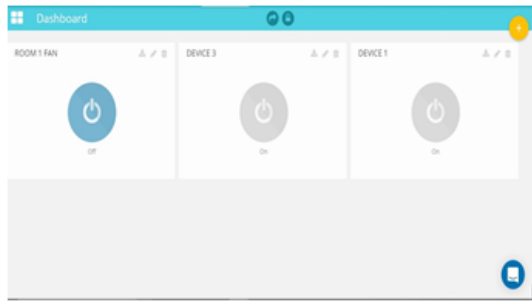 Dashboard
ROOM 1 FAN
DEVICE 3
DEVICE 1
Off
On
On